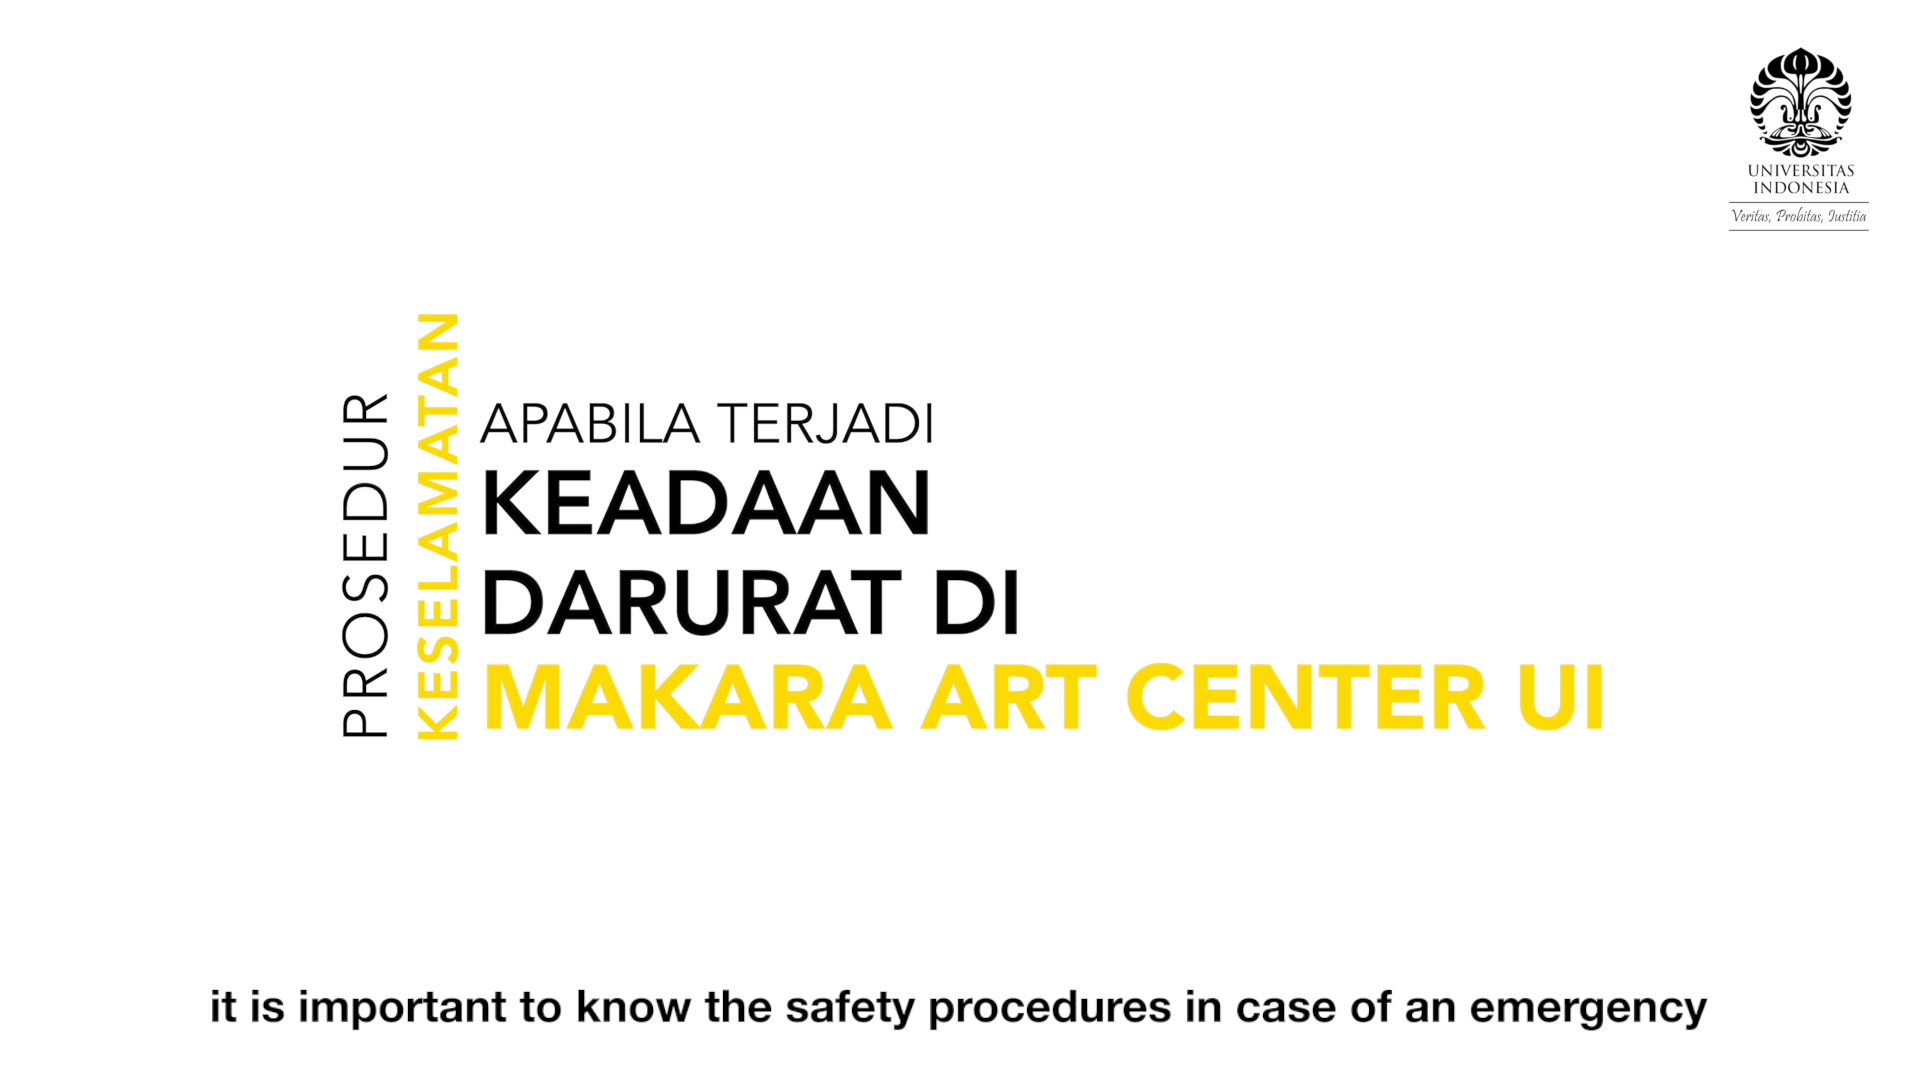 PROSEDUR
KESELAMATAN
APABILA TERJADI
KEADAAN
DARURAT DI
MAKARA ART CENTER UI
UNIVERSITAS
INDONESIA
Veritas, Probitas, Iustitia
it is important to know the safety procedures in case of an emergency